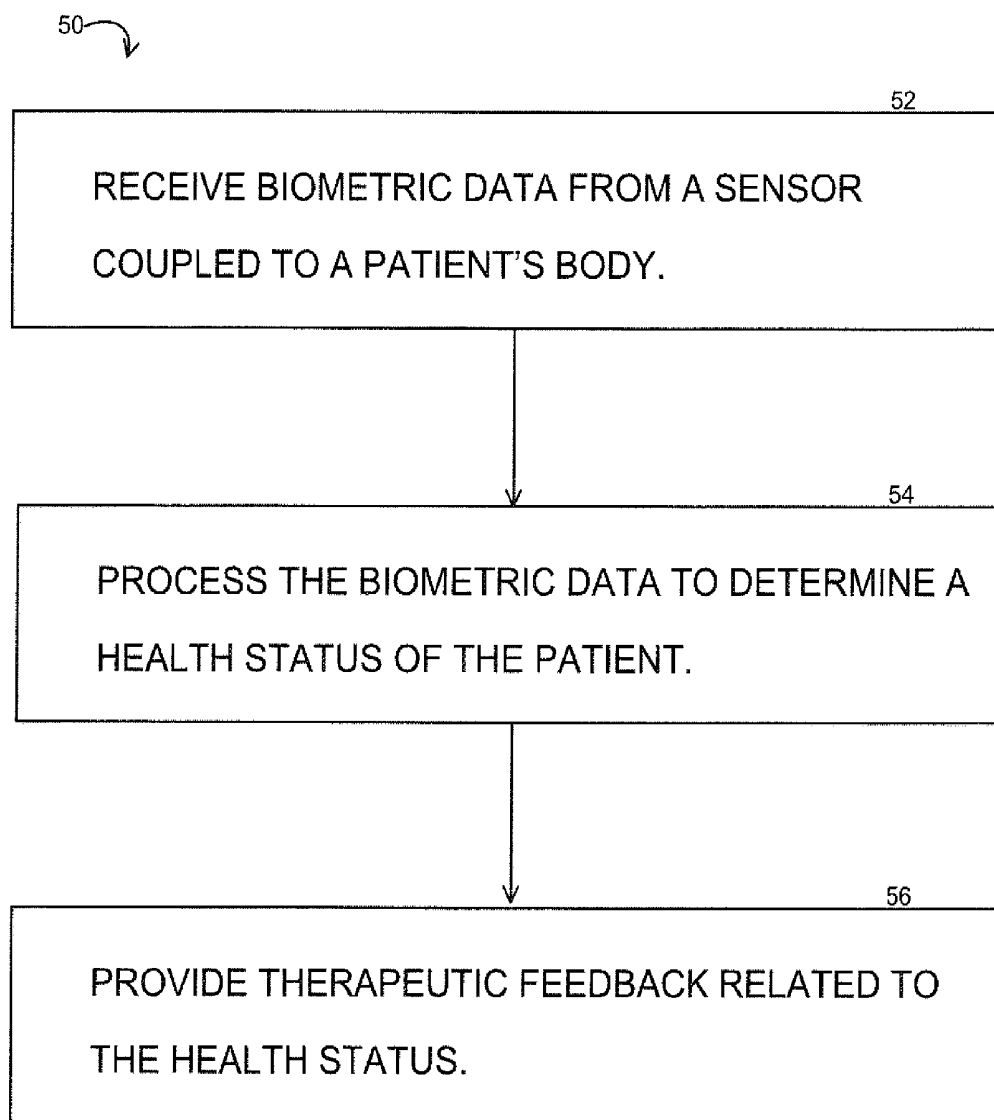 50
52
RECEIVE BIOMETRIC DATA FROM A SENSOR
COUPLED TO A PATIENT'S BODY.
54
PROCESS THE BIOMETRIC DATA TO DETERMINE A
HEALTH STATUS OF THE PATIENT.
56
PROVIDE THERAPEUTIC FEEDBACK RELATED TO
THE HEALTH STATUS.